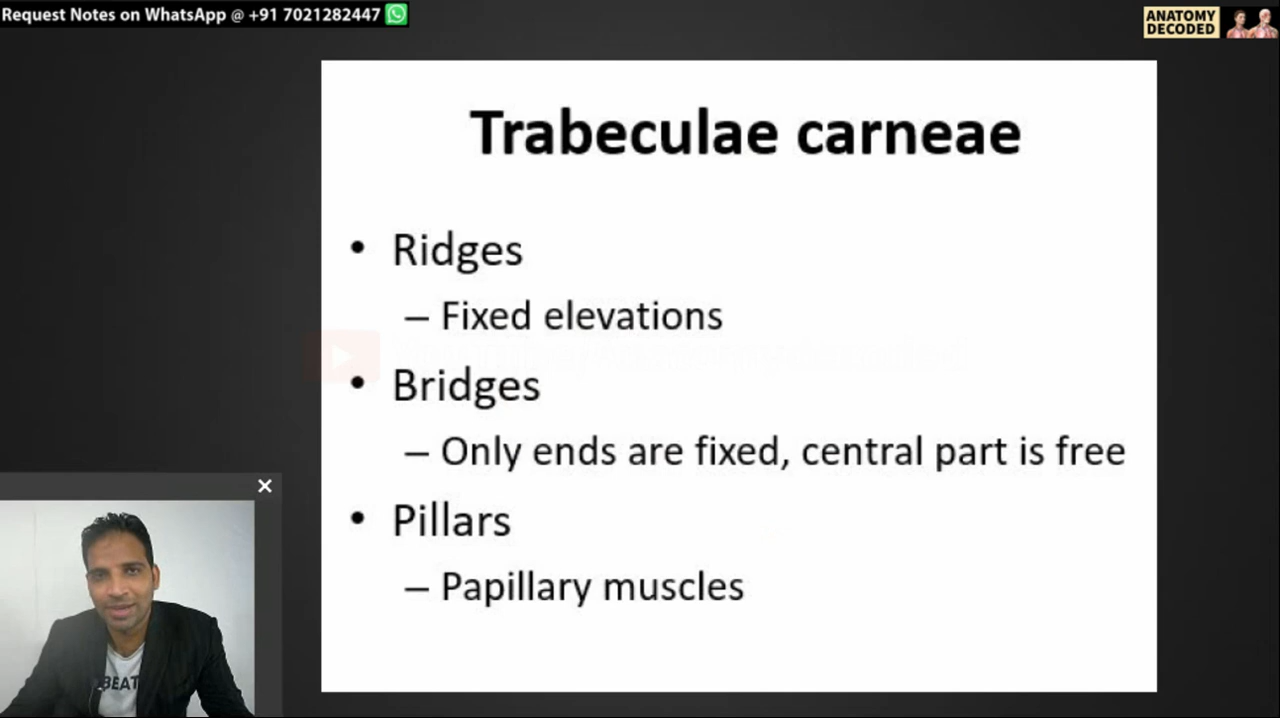 Request Notes on WhatsApp @ +91 7021282447
ANATOMY
DECODED
Trabeculae carneae
• Ridges
– Fixed elevations
• Bridges
– Only ends are fixed, central part is free
• Pillars
– Papillary muscles
BEAT